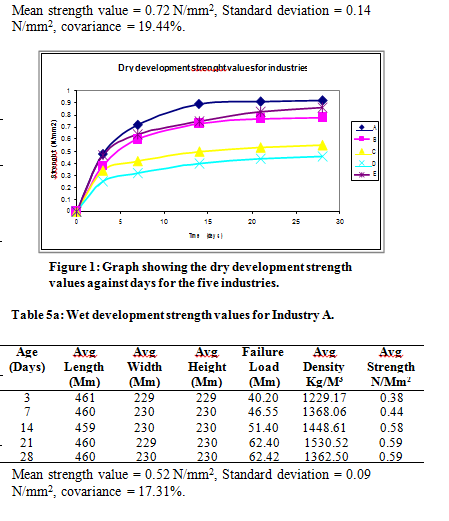 Mean strength value = 0.72 N/mm², Standard deviation = 0.14
N/mm², covariance = 19.44%.
Dry development strenght values for industries
1
0.9
0.8
0.7
0.6
0.5
0.4
0.3
0.2
0.1
0
Strength (N/mm2)
0 5 10 15 21 25 30
Time (days)
A
B
C
D
E
Figure 1: Graph showing the dry development strength
values against days for the five industries.
Table 5a: Wet development strength values for Industry A.
Age Avg Avg Avg Failure Avg Avg
(Days) Length Width Height Load Density Strength
(Mm) (Mm) (Mm) (Mm) Kg/M³ N/Mm²
3 461 229 229 40.20 1229.17 0.38
7 460 230 230 46.55 1368.06 0.44
14 459 230 230 51.40 1448.61 0.58
21 460 229 230 62.40 1530.52 0.59
28 460 230 230 62.42 1362.50 0.59
Mean strength value = 0.52 N/mm², Standard deviation = 0.09
N/mm², covariance = 17.31%.